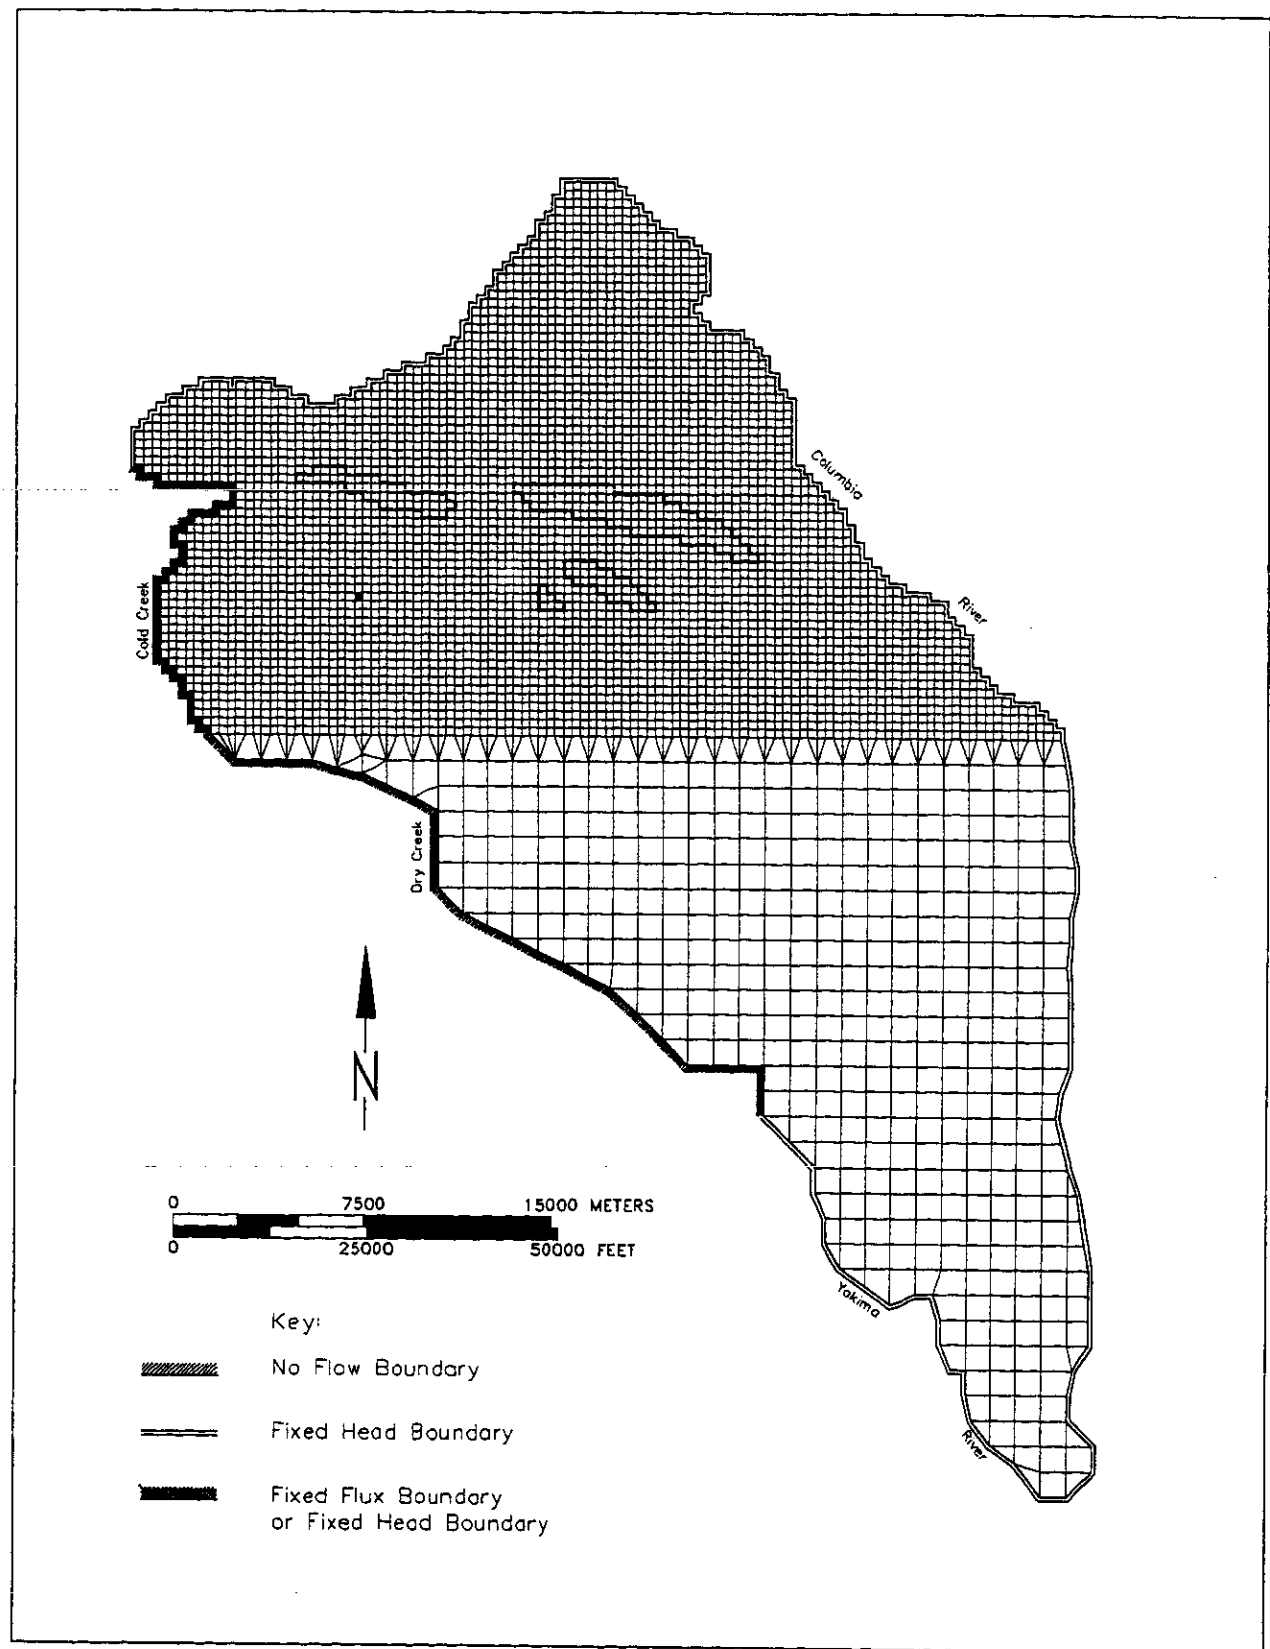 Columbia
River
Cold Creek
Dry Creek
N
0 7500 15000 METERS
0 25000 50000 FEET
Yakima
River
Key:
No Flow Boundary
Fixed Head Boundary
Fixed Flux Boundary
or Fixed Head Boundary